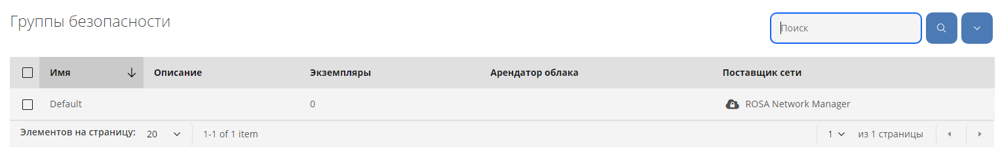 Группы безопасности
Поиск
Имя Описание Экземпляры Арендатор облака Поставщик сети
Default 0 ROSA Network Manager
Элементов на страницу: 20 1-1 of 1 item 1 из 1 страницы